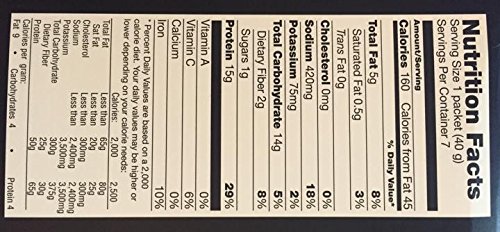 Nutrition Facts
Serving Size 1 packet (40 g)
Servings Per Container 7
Amount/Serving
Calories 160 Calories from Fat 45
% Daily Value*
Total Fat 5g 8%
Saturated Fat 0.5g 3%
Trans Fat 0g
Cholesterol 0mg 0%
Sodium 420mg 18%
Potassium 75mg 2%
Total Carbohydrate 14g 5%
Dietary Fiber 2g 8%
Sugars 1g
Protein 15g 29%
Vitamin A 0%
Vitamin C 6%
Calcium 0%
Iron 10%
*Percent Daily Values are based on a 2,000
calorie diet. Your daily values may be higher or
lower depending on your calorie needs:
Calories: 2,000 2,500
Total Fat Less than 65g 80g
Sat Fat Less than 20g 25g
Cholesterol Less than 300mg 300mg
Sodium Less than 2,400mg 2,400mg
Potassium 3,500mg 3,500mg
Total Carbohydrate 300g 375g
Dietary Fiber 25g 30g
Protein 50g 65g
Calories per gram:
Fat 9 • Carbohydrates 4 • Protein 4